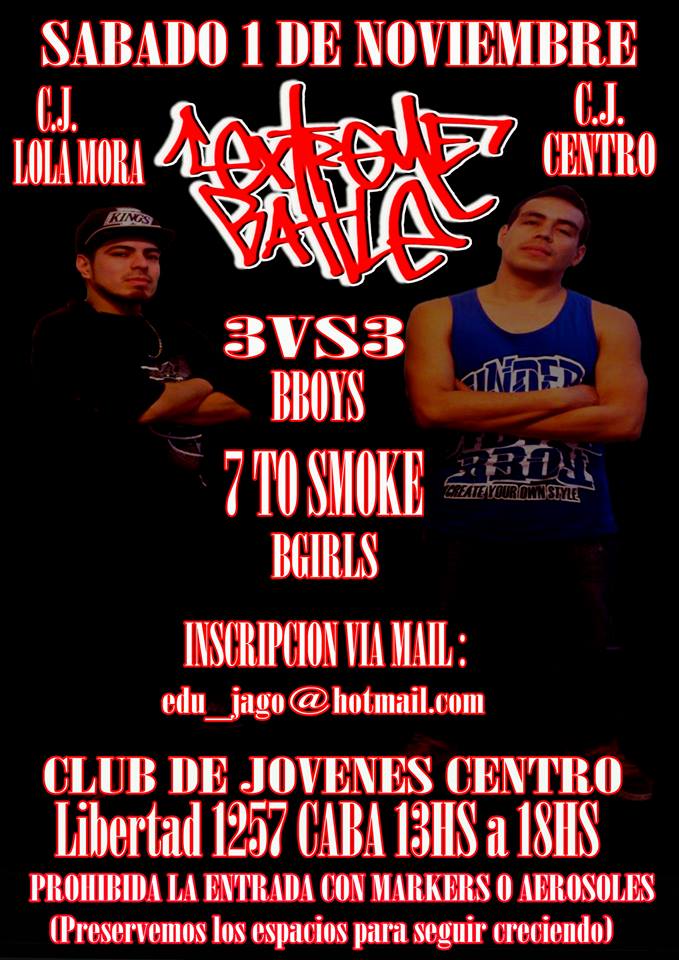 SABADO 1 DE NOVIEMBRE
C.J.
LOLA MORA
1 EXTREME
BATTLE
C.J.
CENTRO
KINGS
3VS3
BBOYS
UNDER
BBOY
CREATE YOUR OWN STYLE
7 TO SMOKE
BGIRLS
INSCRIPCION VIA MAIL :
edu_jago@hotmail.com
CLUB DE JOVENES CENTRO
Libertad 1257 CABA 13HS a 18HS
PROHIBIDA LA ENTRADA CON MARKERS O AEROSOLES
(Preservemos los espacios para seguir creciendo)